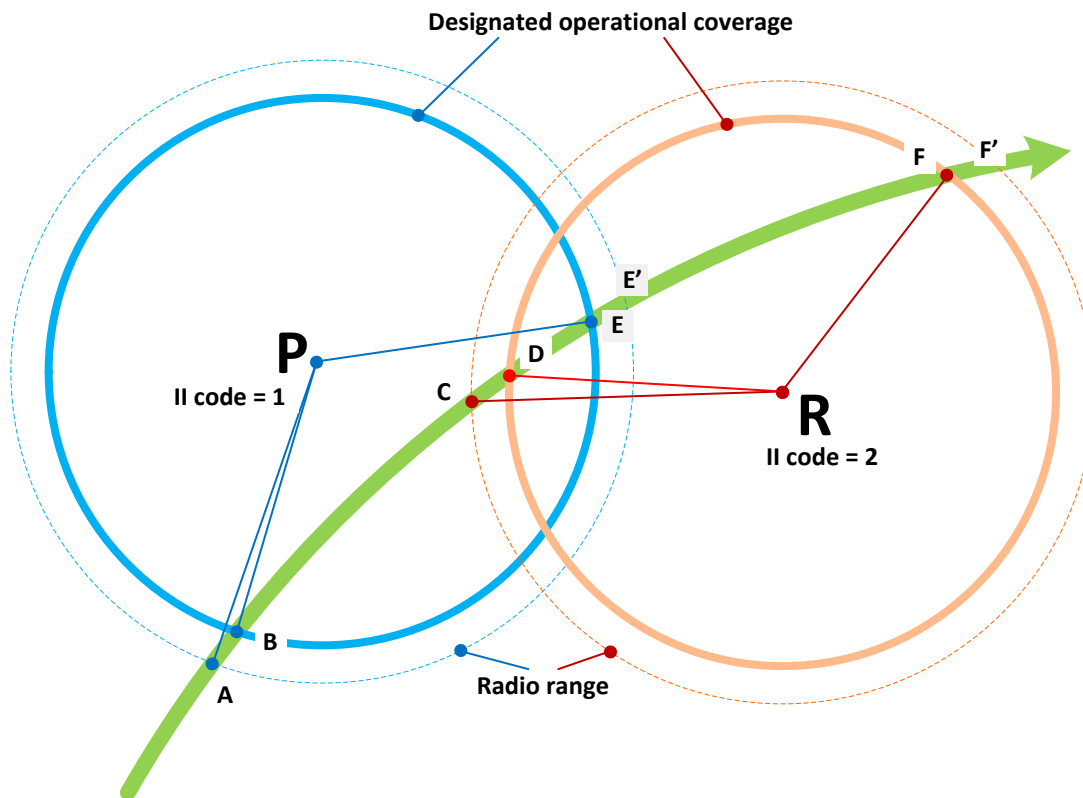 Designated operational coverage
F
F’
E’
E
D
P
II code = 1
C
R
II code = 2
B
A
Radio range